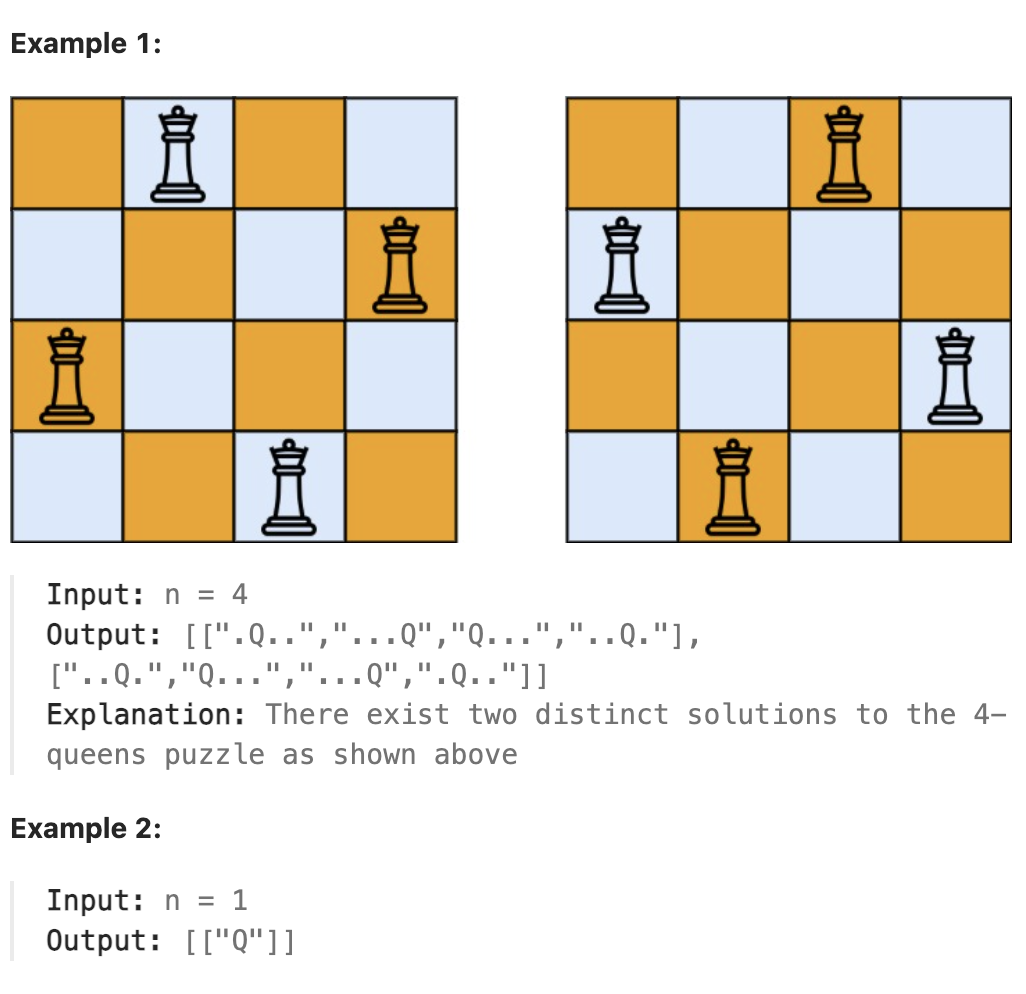 Example 1:
Input: n = 4
Output: [[".Q..","...Q","Q...","..Q."],
["..Q.","Q...","...Q",".Q.."]]
Explanation: There exist two distinct solutions to the 4-
queens puzzle as shown above
Example 2:
Input: n = 1
Output: [["Q"]]